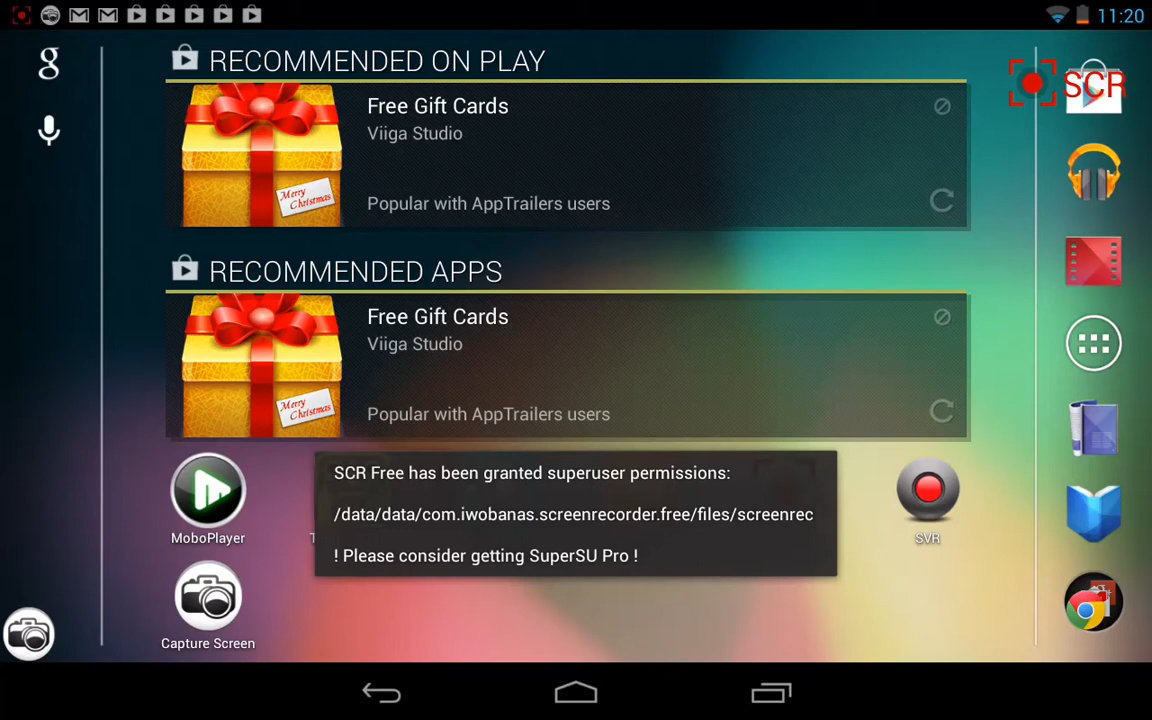 11:20
g
RECOMMENDED ON PLAY
Free Gift Cards
Viiga Studio
Merry Christmas
Popular with AppTrailers users
SCR
RECOMMENDED APPS
Free Gift Cards
Viiga Studio
Merry Christmas
Popular with AppTrailers users
SCR Free has been granted superuser permissions:
/data/data/com.iwobanas.screenrecorder.free/files/screenrec
! Please consider getting SuperSU Pro !
MoboPlayer
SVR
Capture Screen